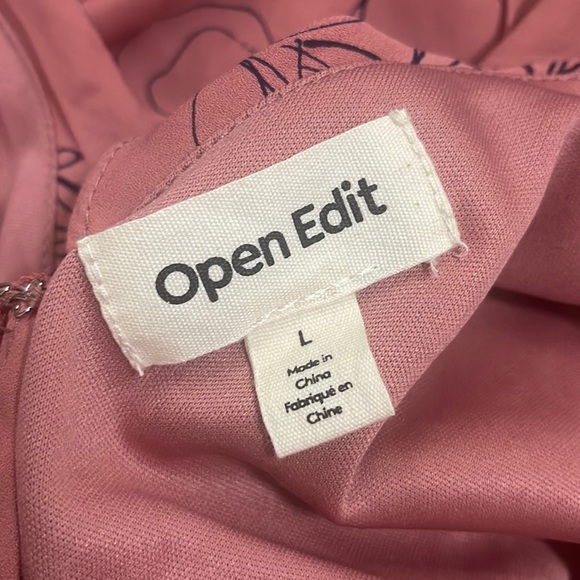 Open Edit
L
Made in
China
Fabriqué en
Chine